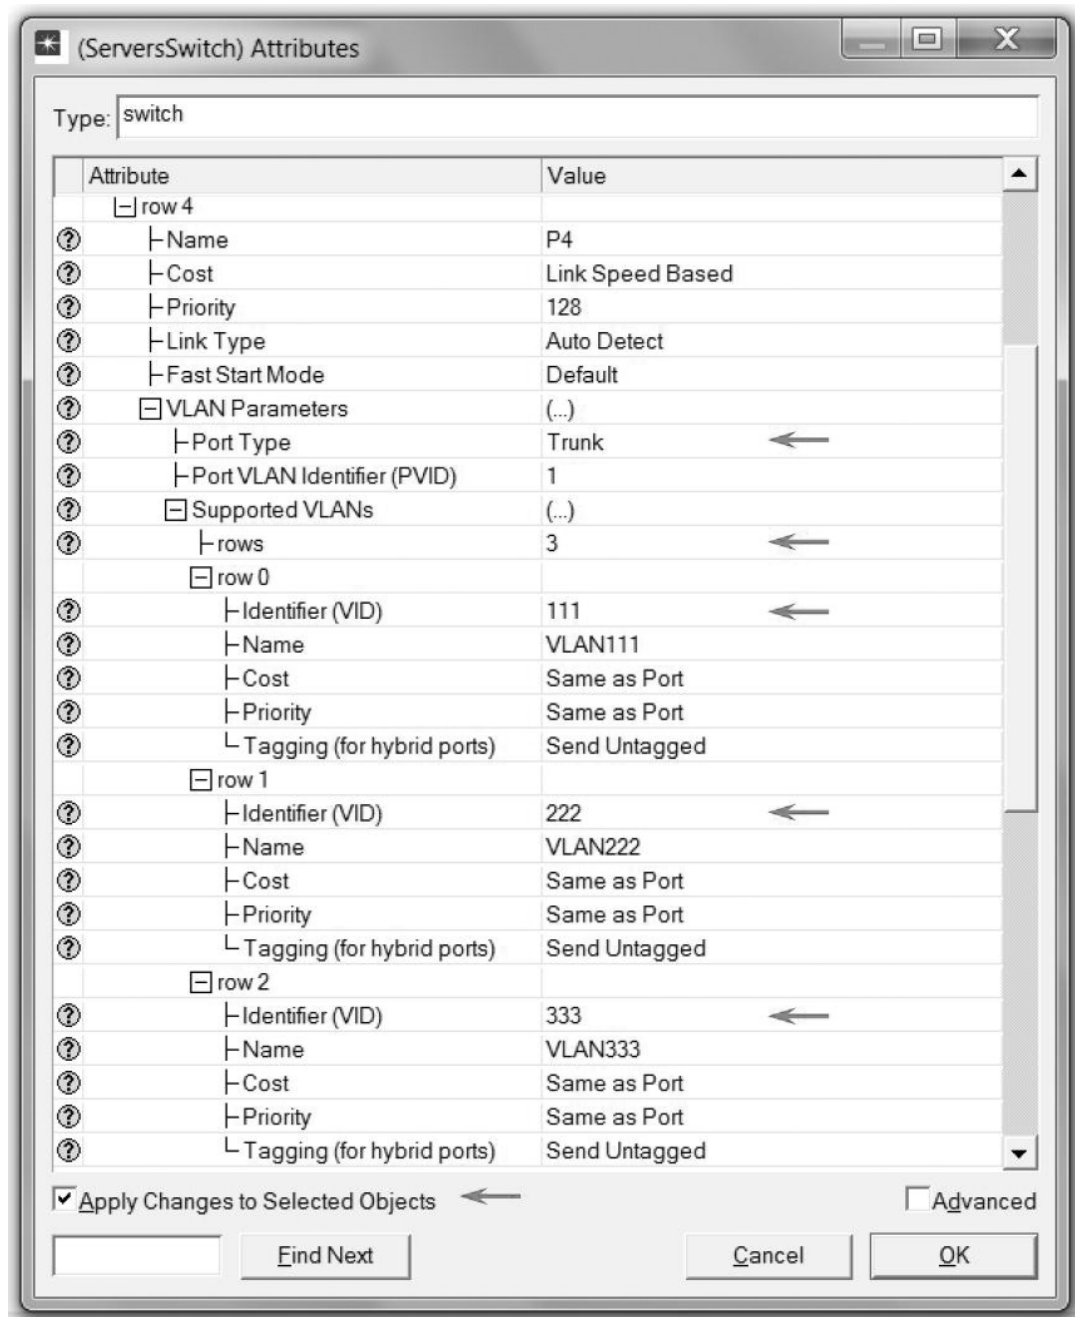 (ServersSwitch) Attributes
Type: switch
Attribute Value
row 4
Name P4
Cost Link Speed Based
Priority 128
Link Type Auto Detect
Fast Start Mode Default
VLAN Parameters (...)
Port Type Trunk
Port VLAN Identifier (PVID) 1
Supported VLANs (...)
rows 3
row 0
Identifier (VID) 111
Name VLAN111
Cost Same as Port
Priority Same as Port
Tagging (for hybrid ports) Send Untagged
row 1
Identifier (VID) 222
Name VLAN222
Cost Same as Port
Priority Same as Port
Tagging (for hybrid ports) Send Untagged
row 2
Identifier (VID) 333
Name VLAN333
Cost Same as Port
Priority Same as Port
Tagging (for hybrid ports) Send Untagged
Apply Changes to Selected Objects Advanced
Find Next Cancel OK